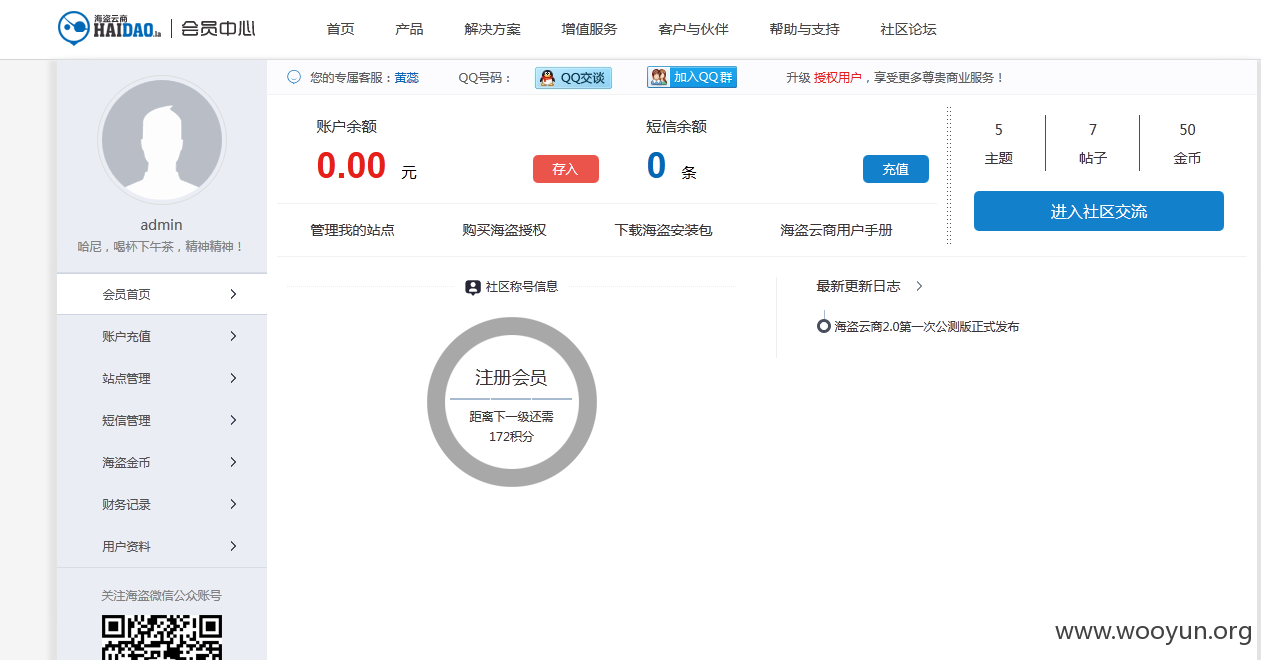 海盗云商
HAIDAO.la
会员中心
首页 产品 解决方案 增值服务 客户与伙伴 帮助与支持 社区论坛
您的专属客服：黄蕊 QQ号码： QQ交谈 加入QQ群 升级 授权用户，享受更多尊贵商业服务！
账户余额
0.00 元
存入
短信余额
0 条
充值
5 7 50
主题 帖子 金币
进入社区交流
管理我的站点 购买海盗授权 下载海盗安装包 海盗云商用户手册
admin
哈尼，喝杯下午茶，精神精神！
会员首页
账户充值
站点管理
短信管理
海盗金币
财务记录
用户资料
关注海盗微信公众账号
社区称号信息
注册会员
距离下一级还需
172积分
最新更新日志
海盗云商2.0第一次公测版正式发布
www.wooyun.org